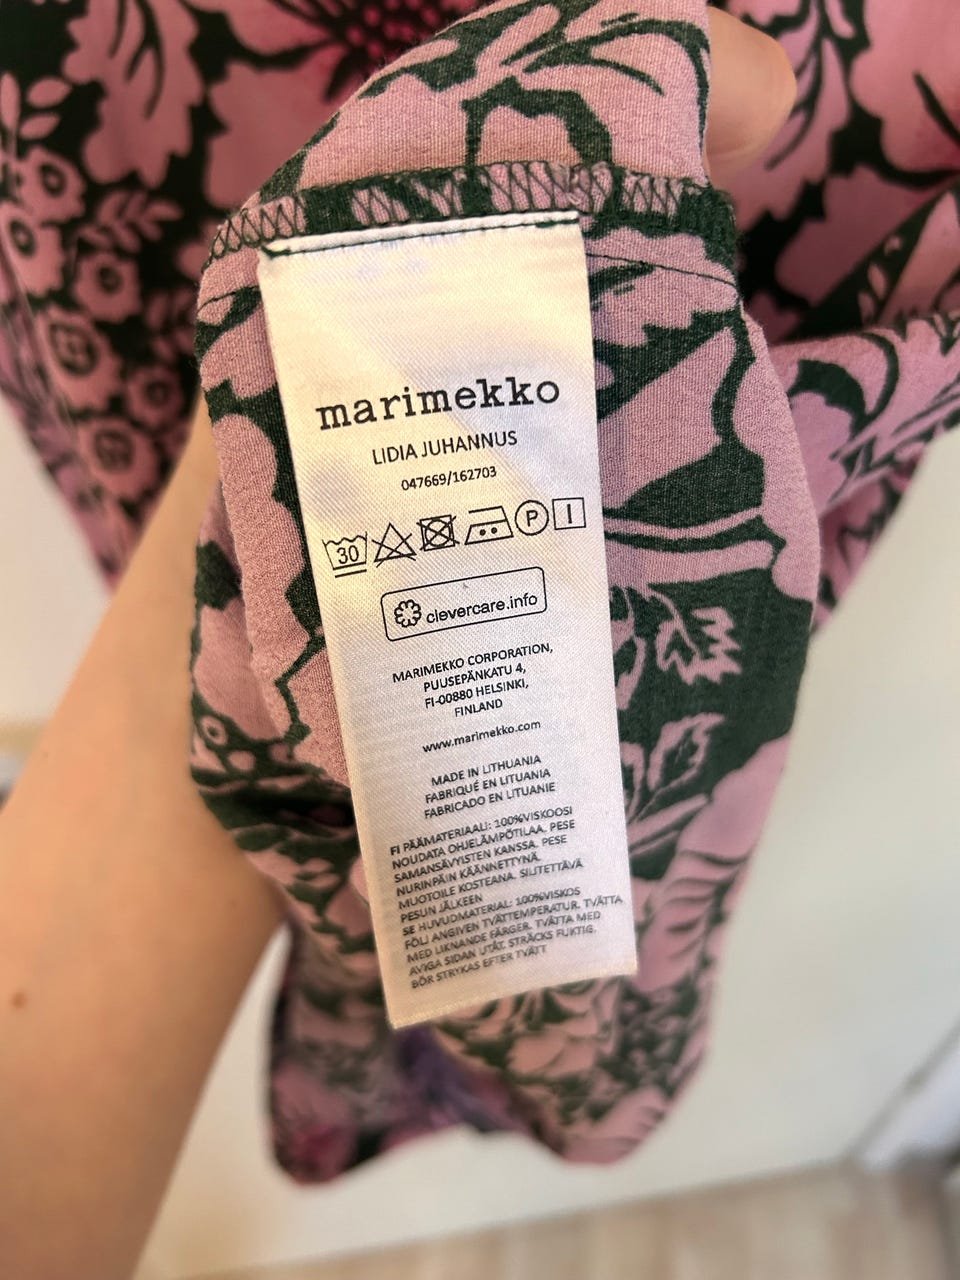 marimekko
LIDIA JUHANNUS
047669/162703
30 P
clevercare.info
MARIMEKKO CORPORATION,
PUUSEPÄNKATU 4,
FI-00880 HELSINKI,
FINLAND
www.marimekko.com
MADE IN LITHUANIA
FABRIQUÉ EN LITUANIA
FABRICADO EN LITUANIE
FI PÄÄMATERIAALI: 100%VISKOOSI
NOUDATA OHJELÄMPÖTILAA. PESE
SAMANSÄVYISTEN KANSSA. PESE
NURINPÄIN KÄÄNNETTYNÄ.
MUOTOILE KOSTEANA. SILITETTÄVÄ
PESUN JÄLKEEN
SE HUVUDMATERIAL: 100%VISKOS
FÖLJ ANGIVEN TVÄTTEMPERATUR. TVÄTTA
MED LIKNANDE FÄRGER. TVÄTTA MED
AVIGA SIDAN UTÅT. STRÄCKS FUKTIG.
BÖR STRYKAS EFTER TVÄTT